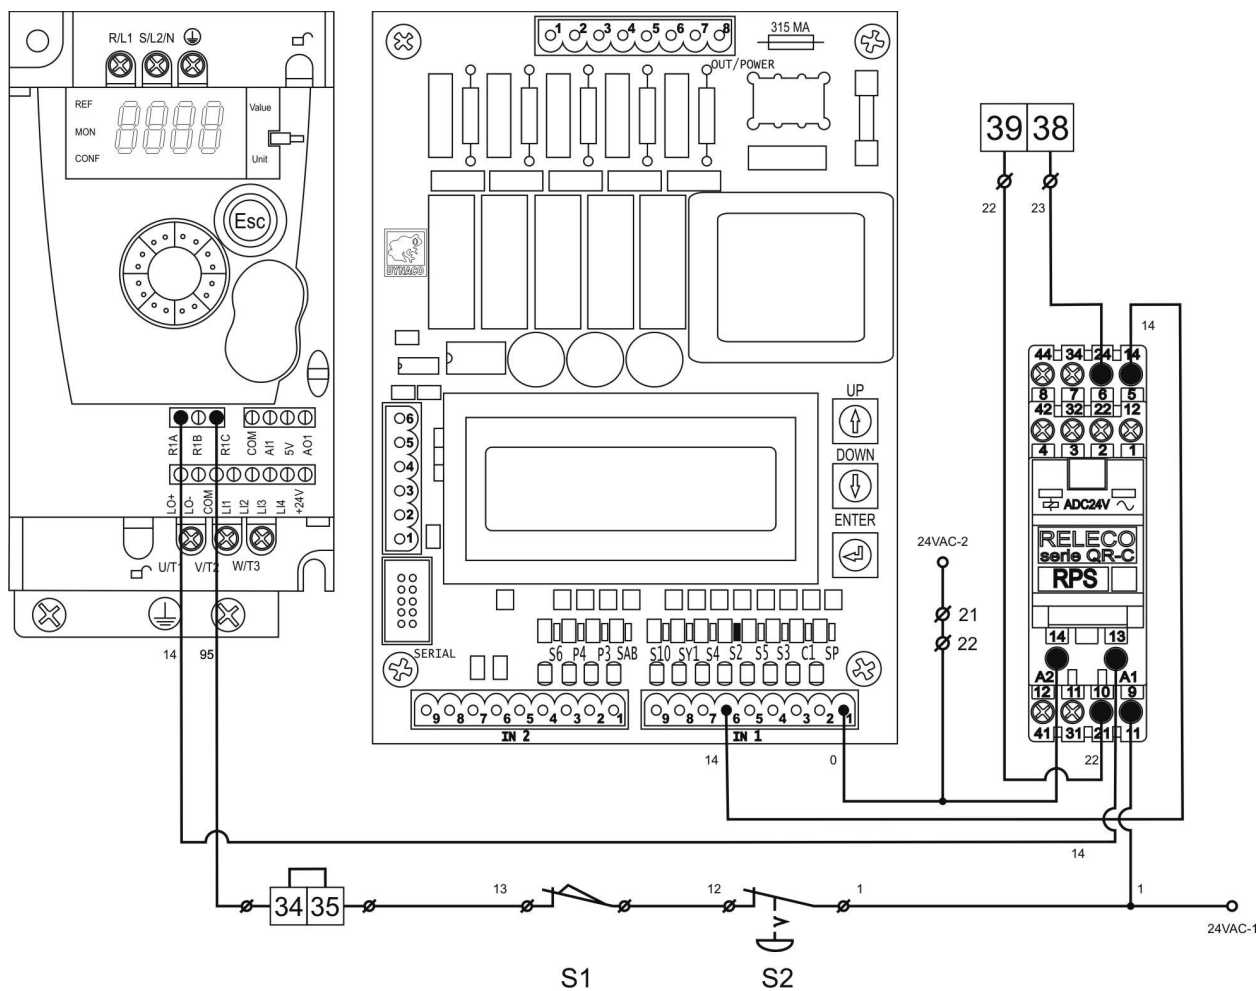 R/L1 S/L2/N
REF
MON
CONF
8888
Value
Unit
Esc
R1A R1B R1C COM AI1 5V AO1
LO+ LO- COM LI1 LI2 LI3 LI4 +24V
U/T1 V/T2 W/T3
14 95
1 2 3 4 5 6 7 8
OUT/POWER
315 MA
DYNACO
6
5
4
3
2
1
SERIAL
UP
DOWN
ENTER
S6 P4 P3 SAB S10 SY1 S4 S2 S5 S3 C1 SP
9 8 7 6 5 4 3 2 1
IN 2
9 8 7 6 5 4 3 2 1
IN 1
14 0
24VAC-2
21
22
39 38
22 23
14
44 34 24 14
8 7 6 5
42 32 22 12
4 3 2 1
ADC24V
RELECO
serie QR-C
RPS
14 13
A2 A1
12 11 10 9
41 31 21 11
22
14
34 35
13 12 1 1
24VAC-1
S1 S2